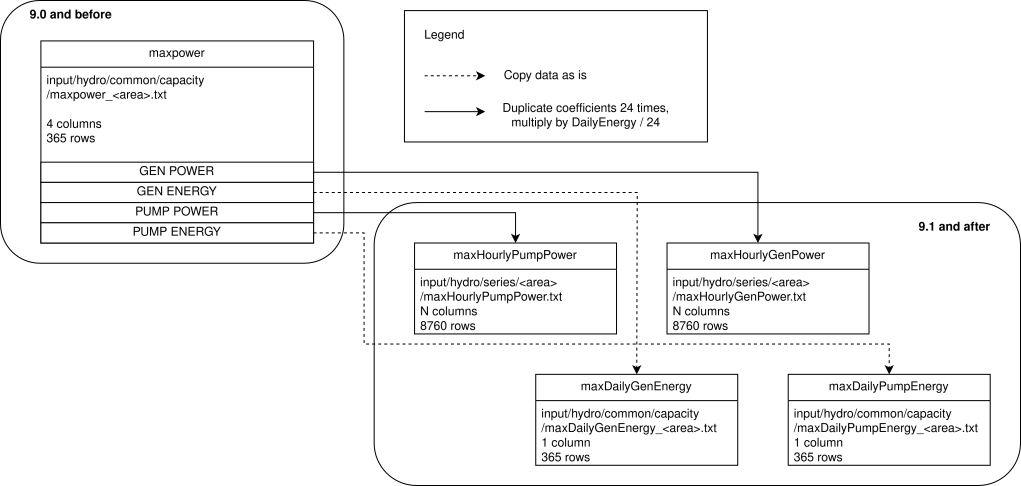 9.0 and before
maxpower
input/hydro/common/capacity
/maxpower_<area>.txt
4 columns
365 rows
GEN POWER
GEN ENERGY
PUMP POWER
PUMP ENERGY
Legend
Copy data as is
Duplicate coefficients 24 times,
multiply by DailyEnergy / 24
9.1 and after
maxHourlyPumpPower
input/hydro/series/<area>
/maxHourlyPumpPower.txt
N columns
8760 rows
maxHourlyGenPower
input/hydro/series/<area>
/maxHourlyGenPower.txt
N columns
8760 rows
maxDailyGenEnergy
input/hydro/common/capacity
/maxDailyGenEnergy_<area>.txt
1 column
365 rows
maxDailyPumpEnergy
input/hydro/common/capacity
/maxDailyPumpEnergy_<area>.txt
1 column
365 rows